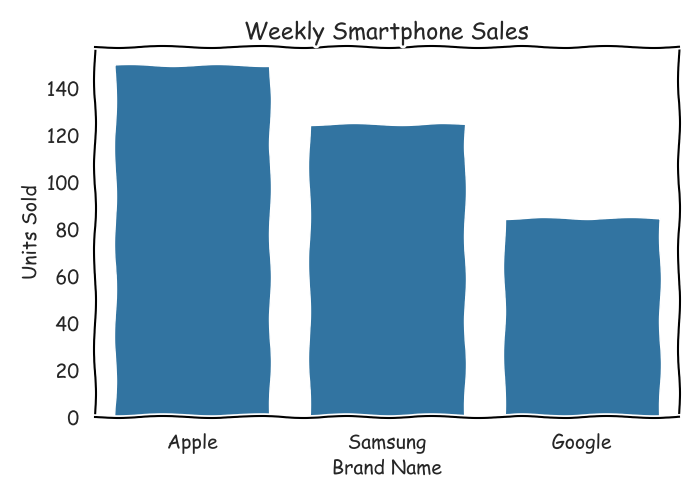 Weekly Smartphone Sales
Units Sold
140
120
100
80
60
40
20
0
Apple
Samsung
Google
Brand Name